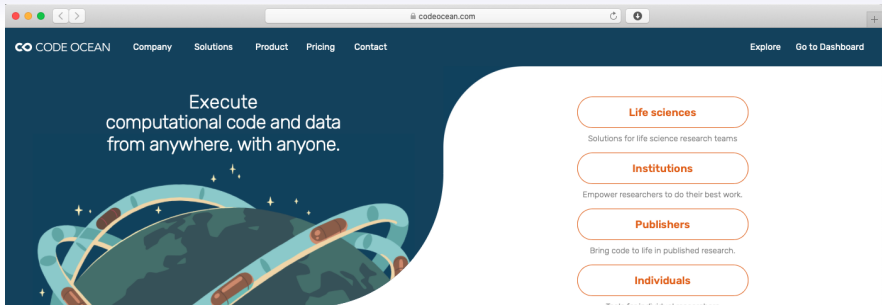 codeocean.com
CODE OCEAN Company Solutions Product Pricing Contact Explore Go to Dashboard
Execute
computational code and data
from anywhere, with anyone.
Life sciences
Solutions for life science research teams
Institutions
Empower researchers to do their best work.
Publishers
Bring code to life in published research.
Individuals